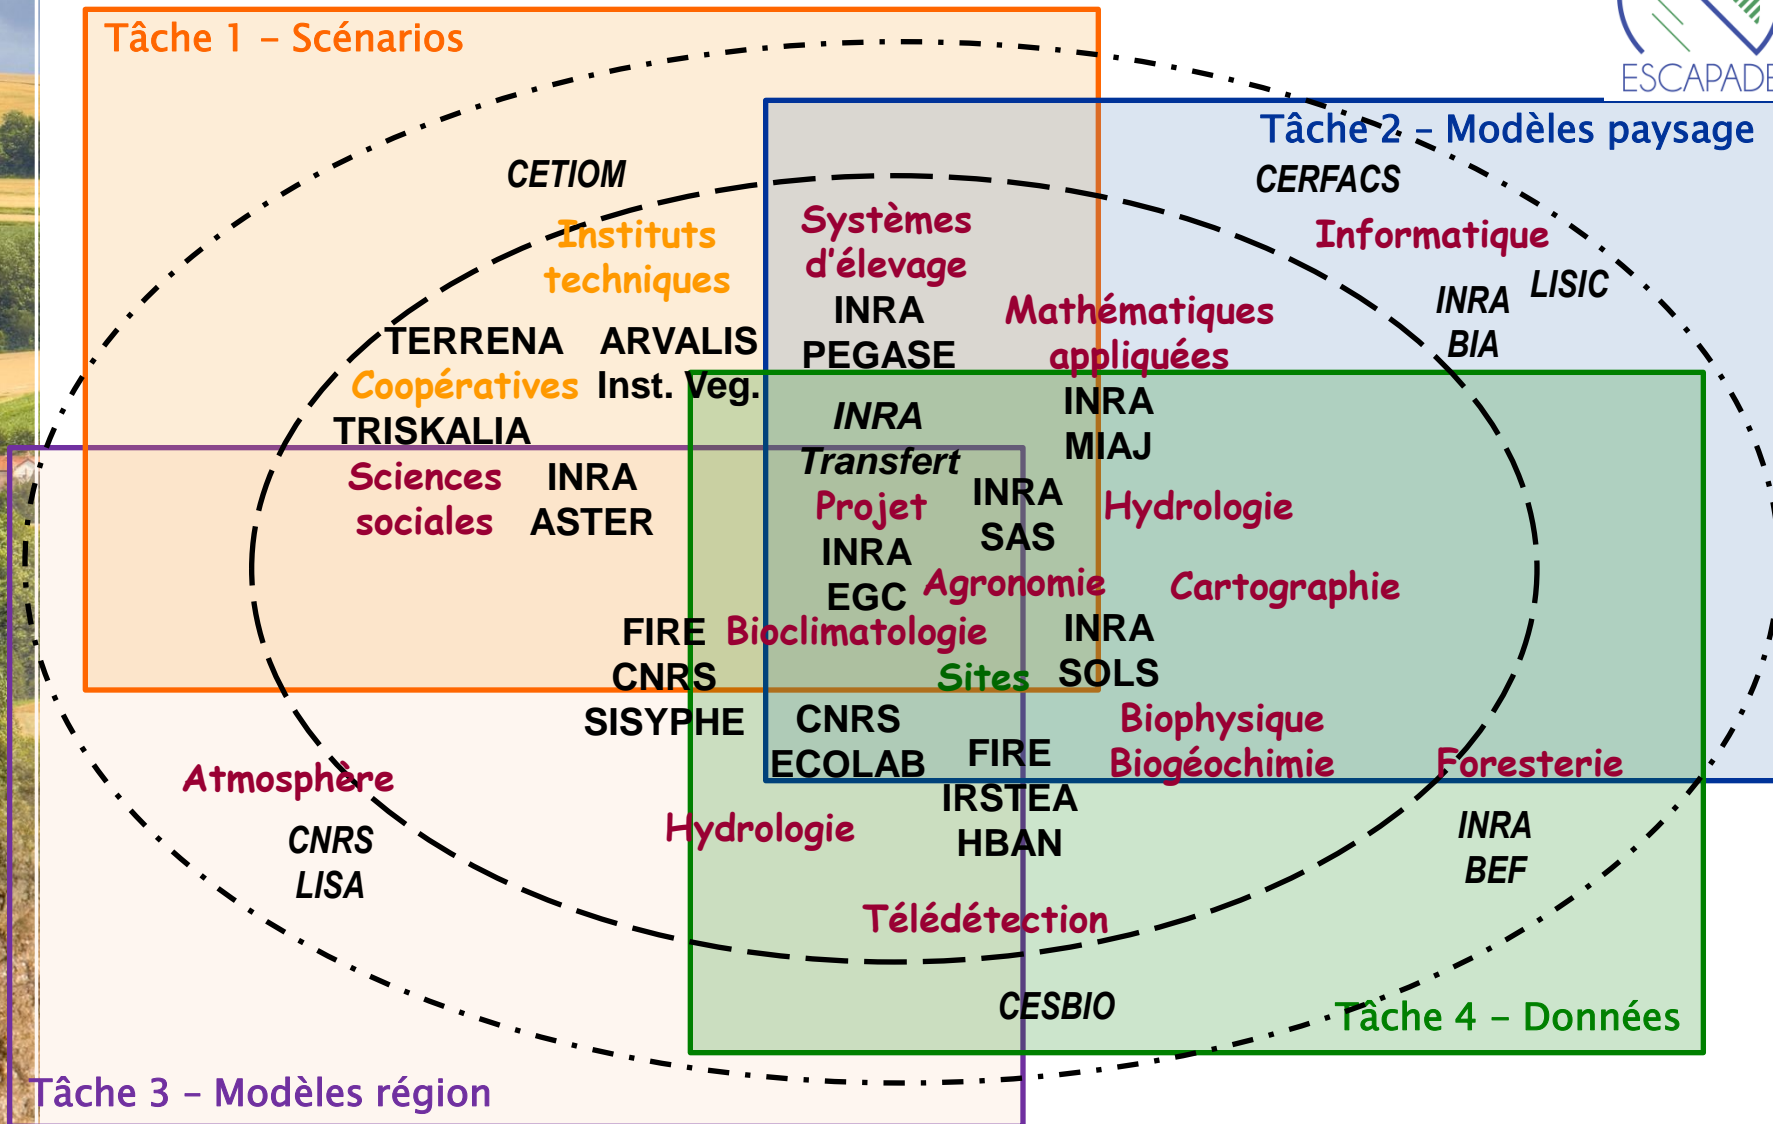 Tâche 1 – Scénarios
ESCAPADE
Tâche 2 – Modèles paysage
CETIOM
CERFACS
Instituts
techniques
Systèmes
d'élevage
INRA
PEGASE
Informatique
LISIC
INRA
BIA
Mathématiques
appliquées
INRA
MIAJ
TERRENA
Coopératives
TRISKALIA
ARVALIS
Inst. Veg.
INRA
Transfert
Projet
INRA
EGC
Sciences
sociales
INRA
ASTER
INRA
SAS
Hydrologie
Agronomie
Cartographie
FIRE
CNRS
SISYPHE
Bioclimatologie
INRA
SOLS
Sites
CNRS
ECOLAB
FIRE
IRSTEA
HBAN
Biophysique
Biogéochimie
Foresterie
INRA
BEF
Atmosphère
CNRS
LISA
Hydrologie
Télédétection
CESBIO
Tâche 4 – Données
Tâche 3 – Modèles région